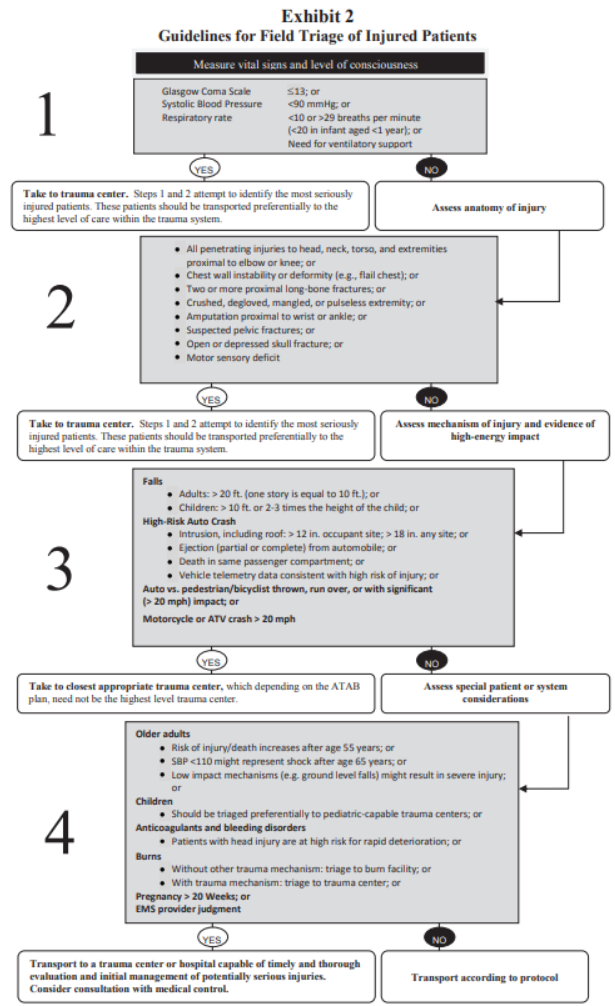 Exhibit 2
Guidelines for Field Triage of Injured Patients
Measure vital signs and level of consciousness
1
Glasgow Coma Scale ≤13; or
Systolic Blood Pressure <90 mmHg; or
Respiratory rate <10 or >29 breaths per minute
(<20 in infant aged <1 year); or
Need for ventilatory support
YES
NO
Take to trauma center. Steps 1 and 2 attempt to identify the most seriously
injured patients. These patients should be transported preferentially to the
highest level of care within the trauma system.
Assess anatomy of injury
2
• All penetrating injuries to head, neck, torso, and extremities
proximal to elbow or knee; or
• Chest wall instability or deformity (e.g., flail chest); or
• Two or more proximal long-bone fractures; or
• Crushed, degloved, mangled, or pulseless extremity; or
• Amputation proximal to wrist or ankle; or
• Suspected pelvic fractures; or
• Open or depressed skull fracture; or
• Motor sensory deficit
YES
NO
Take to trauma center. Steps 1 and 2 attempt to identify the most seriously
injured patients. These patients should be transported preferentially to the
highest level of care within the trauma system.
Assess mechanism of injury and evidence of
high-energy impact
3
Falls
• Adults: > 20 ft. (one story is equal to 10 ft.); or
• Children: > 10 ft. or 2-3 times the height of the child; or
High-Risk Auto Crash
• Intrusion, including roof: > 12 in. occupant site; > 18 in. any site; or
• Ejection (partial or complete) from automobile; or
• Death in same passenger compartment; or
• Vehicle telemetry data consistent with high risk of injury; or
Auto vs. pedestrian/bicyclist thrown, run over, or with significant
(> 20 mph) impact; or
Motorcycle or ATV crash > 20 mph
YES
NO
Take to closest appropriate trauma center, which depending on the ATAB
plan, need not be the highest level trauma center.
Assess special patient or system
considerations
4
Older adults
• Risk of injury/death increases after age 55 years; or
• SBP <110 might represent shock after age 65 years; or
• Low impact mechanisms (e.g. ground level falls) might result in severe injury;
or
Children
• Should be triaged preferentially to pediatric-capable trauma centers; or
Anticoagulants and bleeding disorders
• Patients with head injury are at high risk for rapid deterioration; or
Burns
• Without other trauma mechanism: triage to burn facility; or
• With trauma mechanism: triage to trauma center; or
Pregnancy > 20 Weeks; or
EMS provider judgment
YES
NO
Transport to a trauma center or hospital capable of timely and thorough
evaluation and initial management of potentially serious injuries.
Consider consultation with medical control.
Transport according to protocol